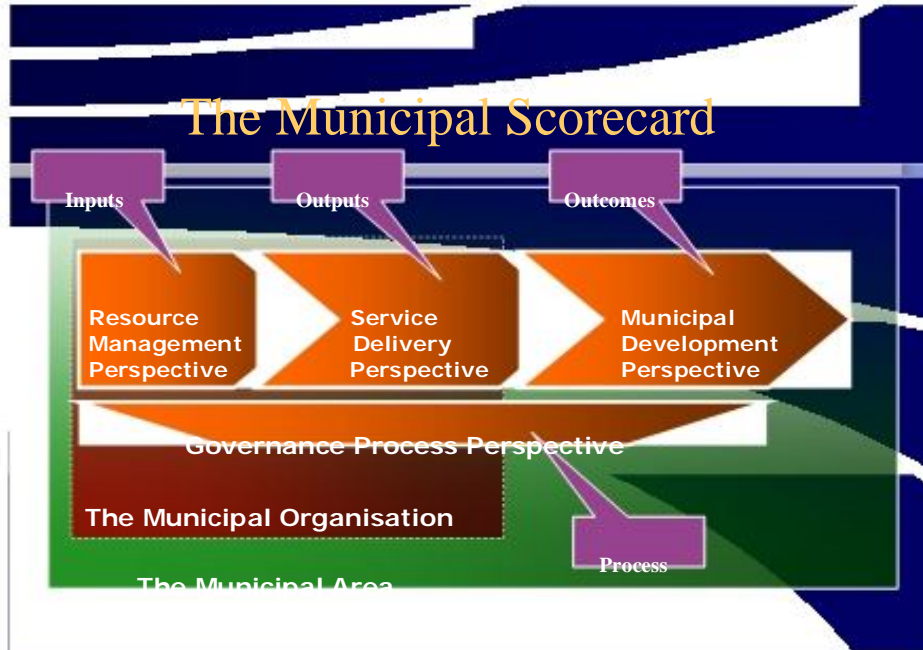 The Municipal Scorecard
Inputs
Outputs
Outcomes
Resource
Management
Perspective
Service
Delivery
Perspective
Municipal
Development
Perspective
Governance Process Perspective
The Municipal Organisation
Process
The Municipal Area